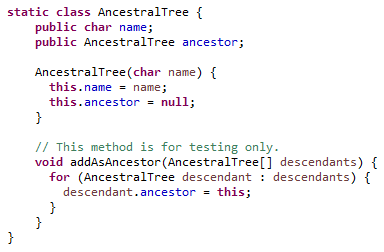 static class AncestralTree {
    public char name;
    public AncestralTree ancestor;

    AncestralTree(char name) {
      this.name = name;
      this.ancestor = null;
    }

    // This method is for testing only.
    void addAsAncestor(AncestralTree[] descendants) {
      for (AncestralTree descendant : descendants) {
        descendant.ancestor = this;
      }
    }
}